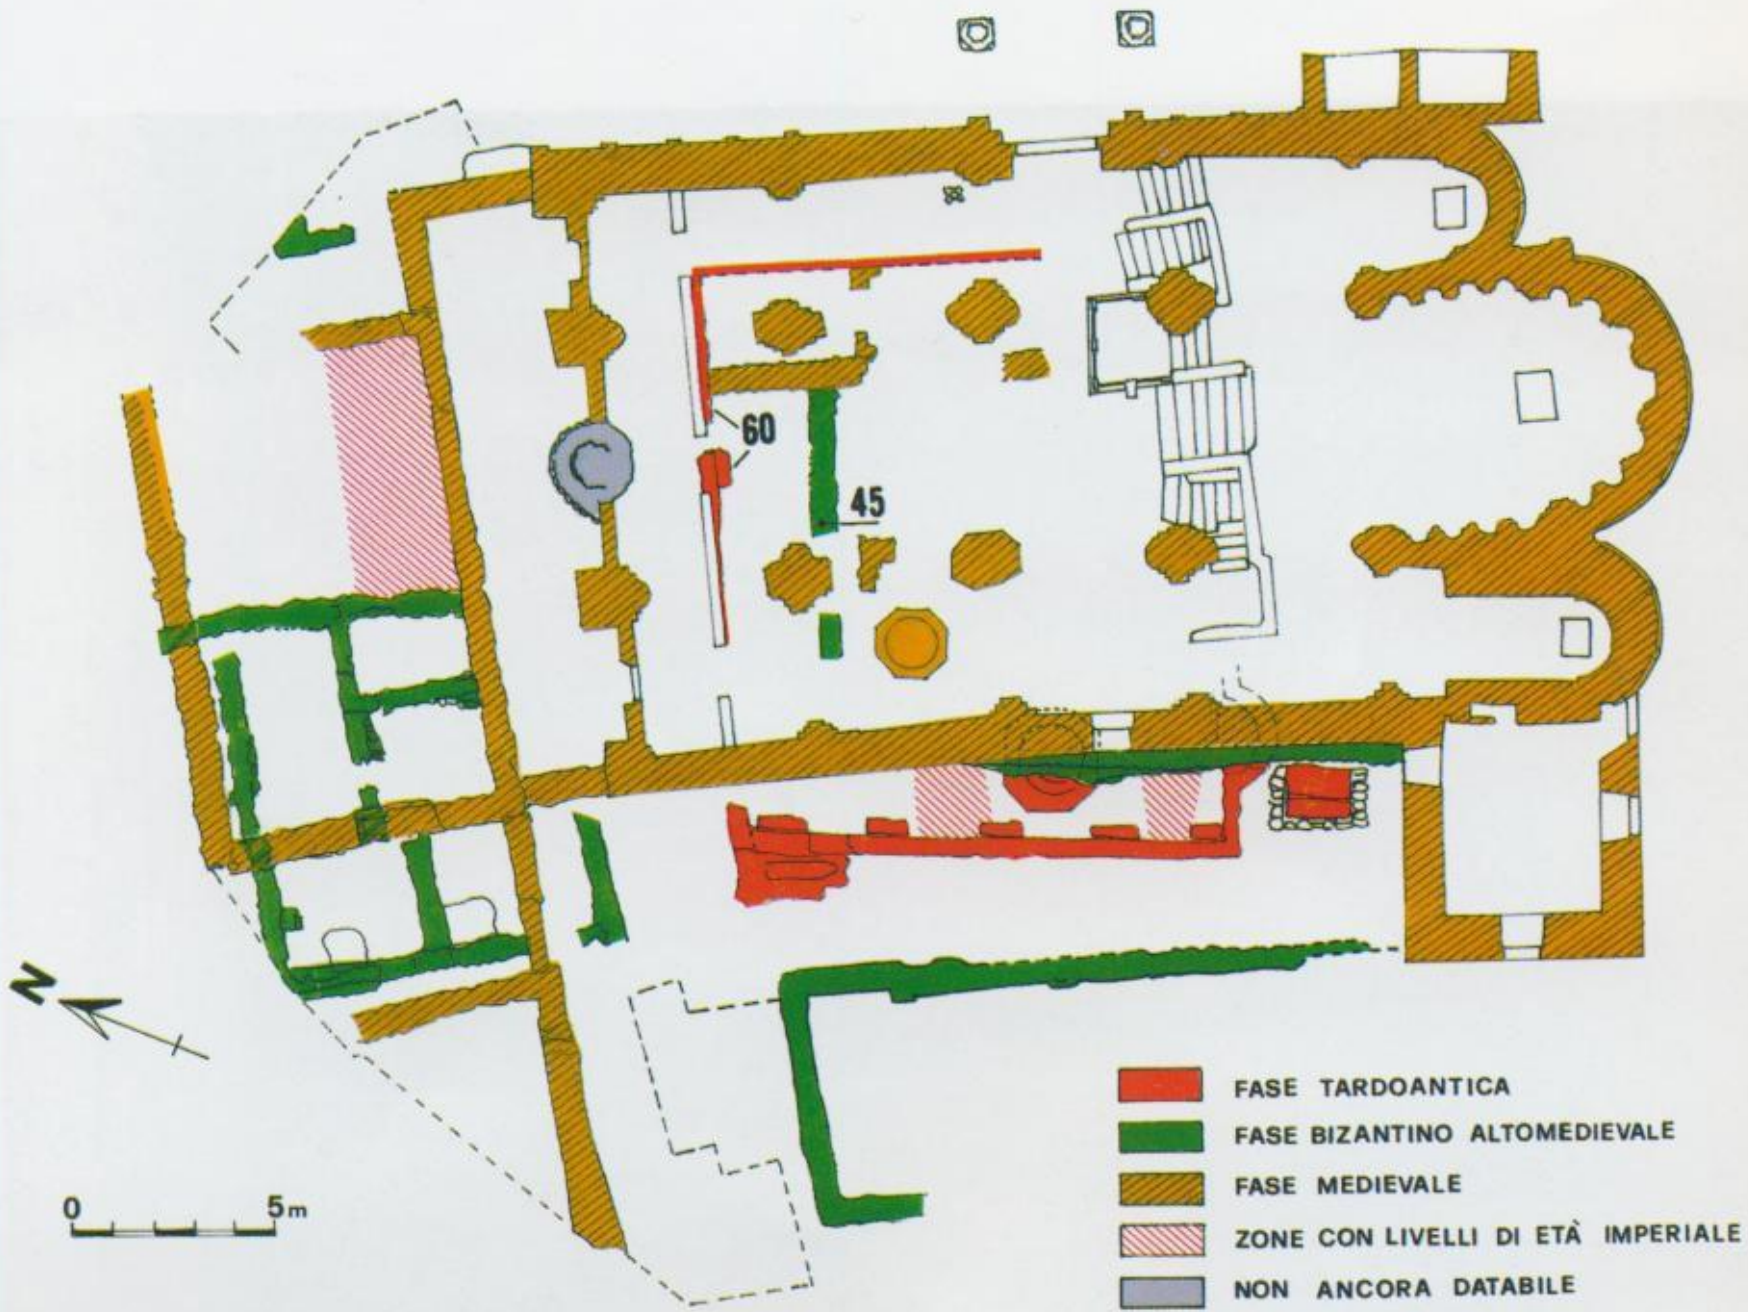 60
45
N
0 5m
FASE TARDOANTICA
FASE BIZANTINO ALTOMEDIEVALE
FASE MEDIEVALE
ZONE CON LIVELLI DI ETÀ IMPERIALE
NON ANCORA DATABILE